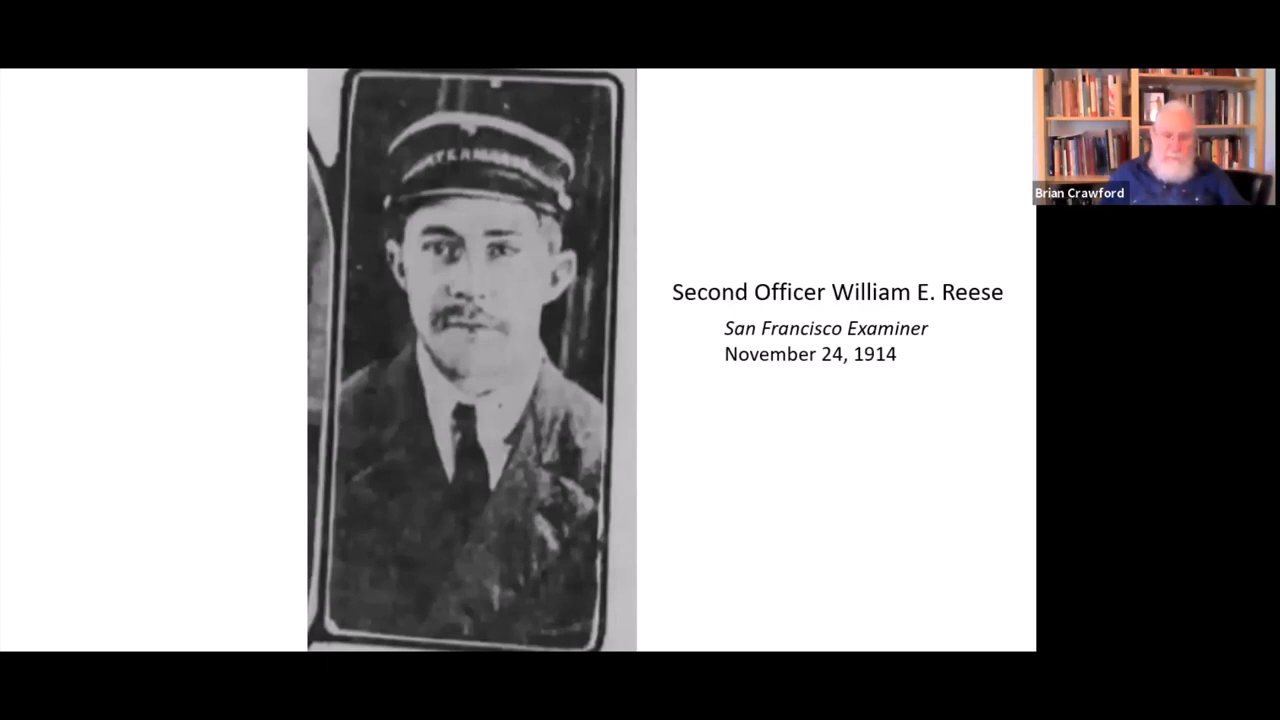 Second Officer William E. Reese
San Francisco Examiner
November 24, 1914
Brian Crawford